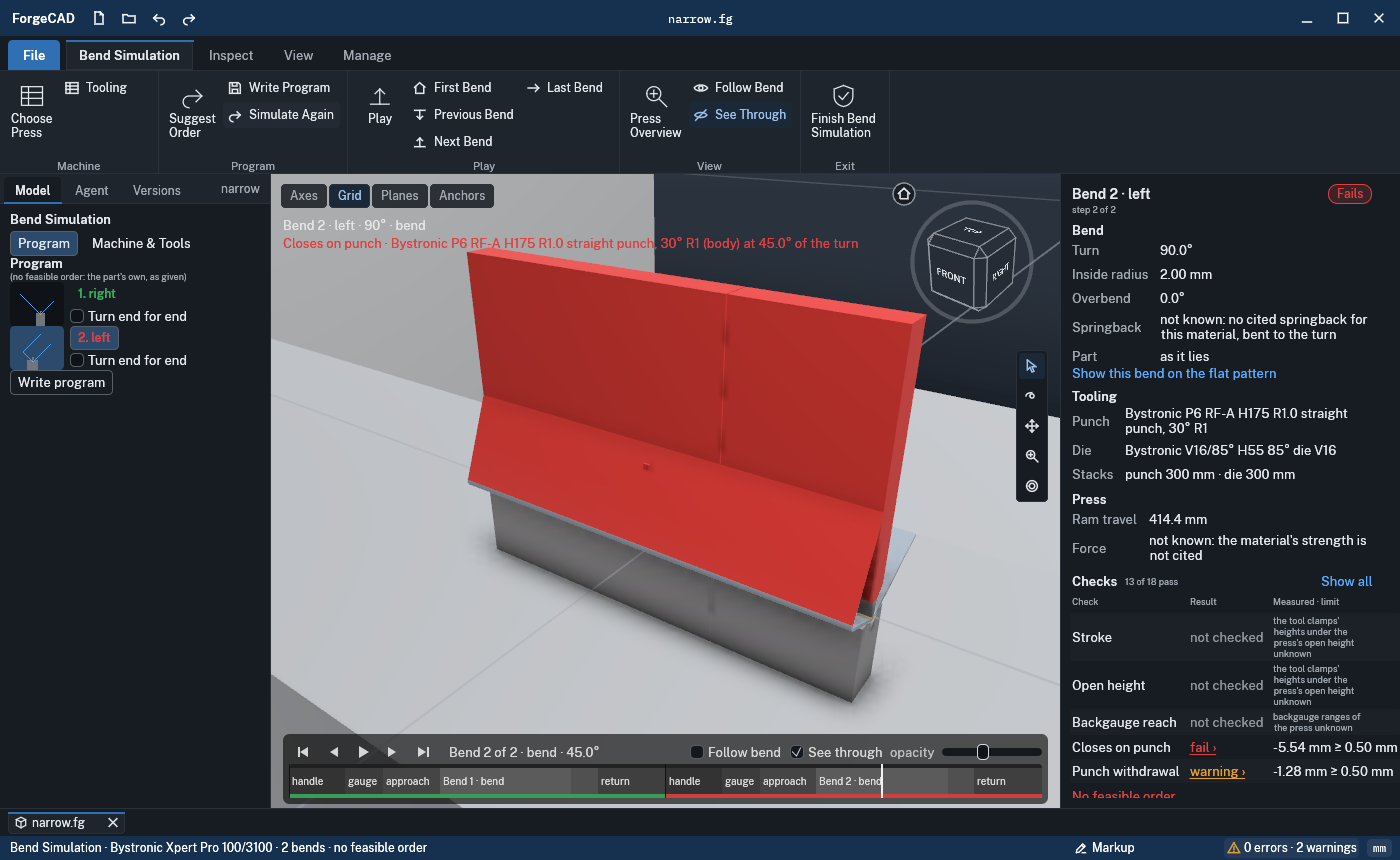 ForgeCAD
narrow.fg
File
Bend Simulation
Inspect
View
Manage
Choose Press
Tooling
Machine
Suggest Order
Write Program
Simulate Again
Program
Play
First Bend
Previous Bend
Next Bend
Last Bend
Play
Press Overview
Follow Bend
See Through
View
Finish Bend Simulation
Exit
Model
Agent
Versions
narrow
Bend Simulation
Program
Machine & Tools
Program
(no feasible order: the part's own, as given)
1. right
Turn end for end
2. left
Turn end for end
Write program
Axes
Grid
Planes
Anchors
Bend 2 · left · 90° · bend
Closes on punch · Bystronic P6 RF-A H175 R1.0 straight punch, 30° R1 (body) at 45.0° of the turn
TOP
FRONT
RIGHT
Bend 2 of 2 · bend · 45.0°
Follow bend
See through
opacity
handle
gauge
approach
Bend 1 · bend
return
handle
gauge
approach
Bend 2 · bend
return
Bend 2 · left
Fails
step 2 of 2
Bend
Turn 90.0°
Inside radius 2.00 mm
Overbend 0.0°
Springback not known: no cited springback for
this material, bent to the turn
Part as it lies
Show this bend on the flat pattern
Tooling
Punch Bystronic P6 RF-A H175 R1.0 straight
punch, 30° R1
Die Bystronic V16/85° H55 85° die V16
Stacks punch 300 mm · die 300 mm
Press
Ram travel 414.4 mm
Force not known: the material's strength is
not cited
Checks 13 of 18 pass Show all
Check Result Measured · limit
Stroke not checked the tool clamps'
heights under the
press's open height
unknown
Open height not checked the tool clamps'
heights under the
press's open height
unknown
Backgauge reach not checked backgauge ranges of
the press unknown
Closes on punch fail › -5.54 mm ≥ 0.50 mm
Punch withdrawal warning › -1.28 mm ≥ 0.50 mm
No feasible order
narrow.fg
Bend Simulation · Bystronic Xpert Pro 100/3100 · 2 bends · no feasible order
Markup
0 errors · 2 warnings
mm